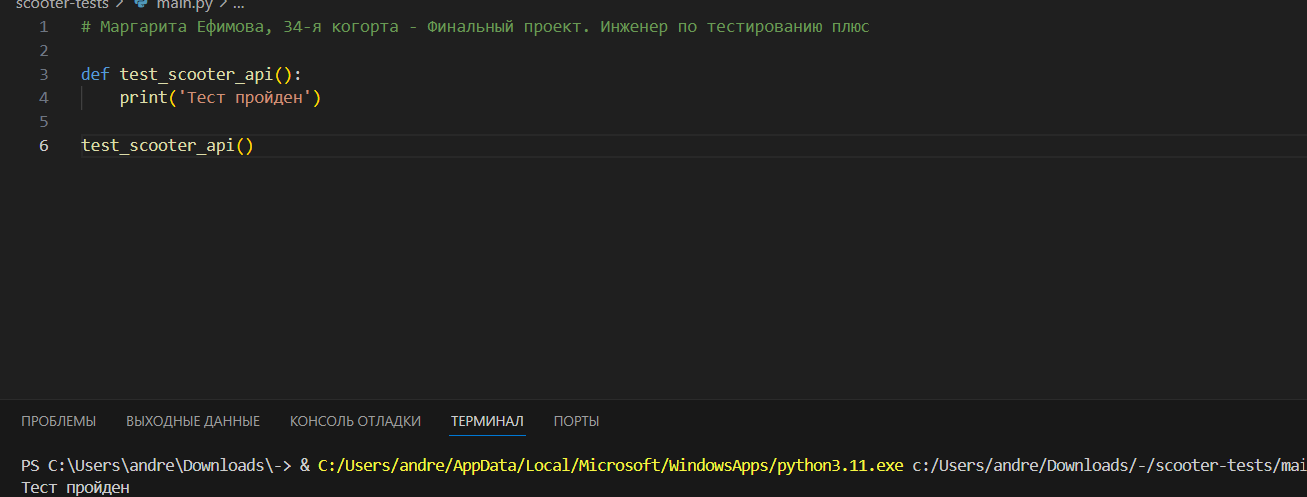 scooter-tests > main.py > ...
1 # Маргарита Ефимова, 34-я когорта - Финальный проект. Инженер по тестированию плюс
2
3 def test_scooter_api():
4 print('Тест пройден')
5
6 test_scooter_api()
ПРОБЛЕМЫ ВЫХОДНЫЕ ДАННЫЕ КОНСОЛЬ ОТЛАДКИ ТЕРМИНАЛ ПОРТЫ
PS C:\Users\andre\Downloads\-> & C:/Users/andre/AppData/Local/Microsoft/WindowsApps/python3.11.exe c:/Users/andre/Downloads/-/scooter-tests/mai
Тест пройден